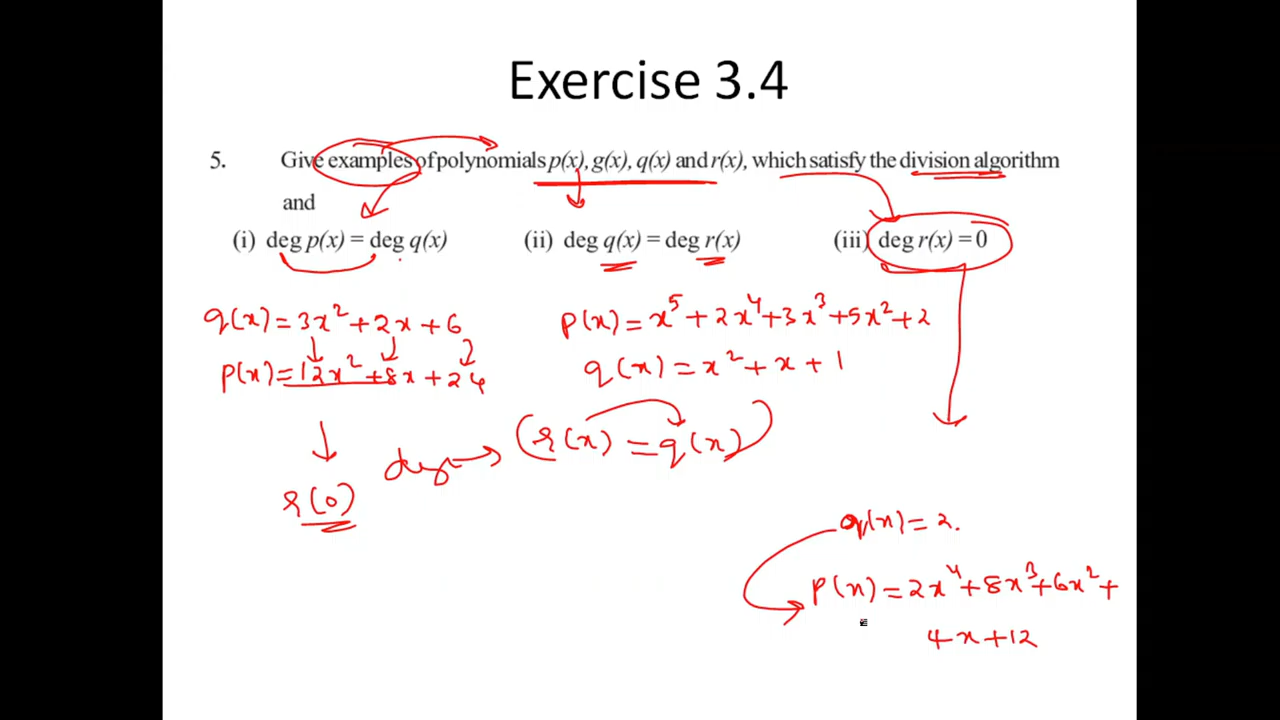 Exercise 3.4
5. Give examples of polynomials p(x), g(x), q(x) and r(x), which satisfy the division algorithm
and
(i) deg p(x) = deg q(x) (ii) deg q(x) = deg r(x) (iii) deg r(x) = 0
q(x) = 3x² + 2x + 6
p(x) = 12x² + 8x + 24
r(0)
p(x) = x⁵ + 2x⁴ + 3x³ + 5x² + 2
q(x) = x² + x + 1
deg → (r(x) = q(x))
q(x) = 2.
p(x) = 2x⁴ + 8x³ + 6x² +
4x + 12